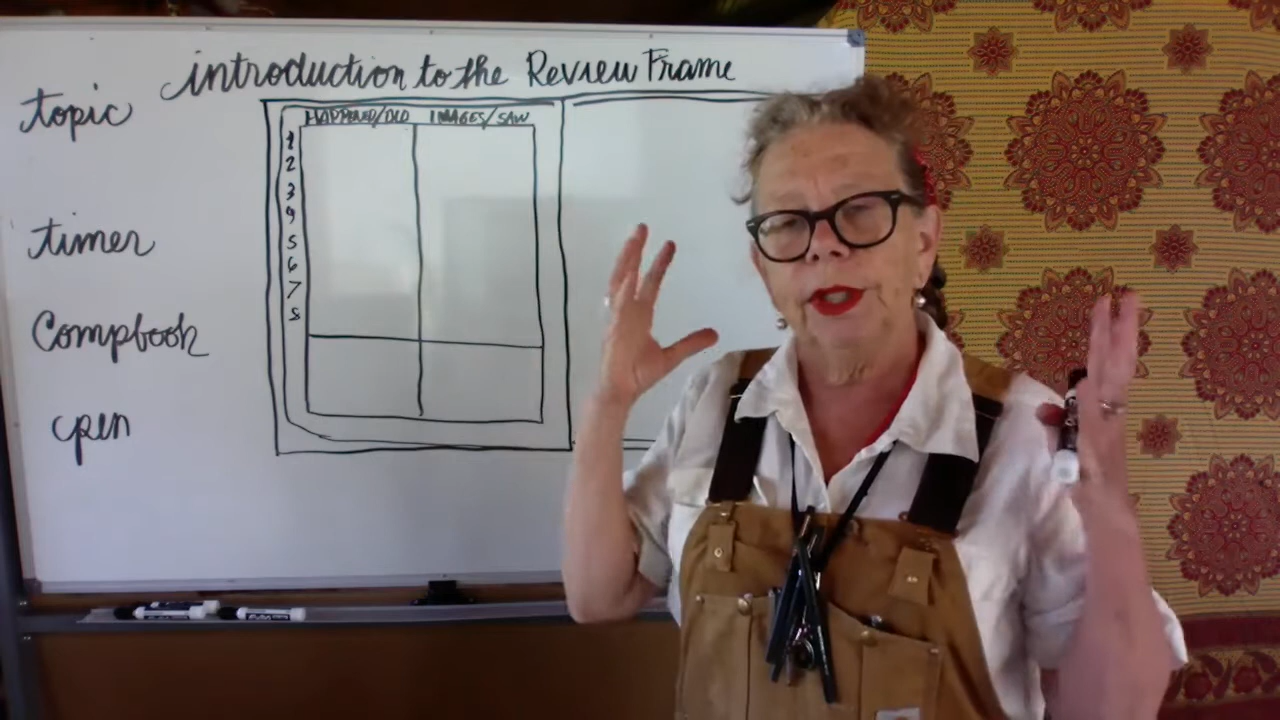 introduction to the Review Frame
topic
HAPPENED/DID IMAGES/SAW
1
2
3
4
5
6
7
8
timer
Compbook
pen